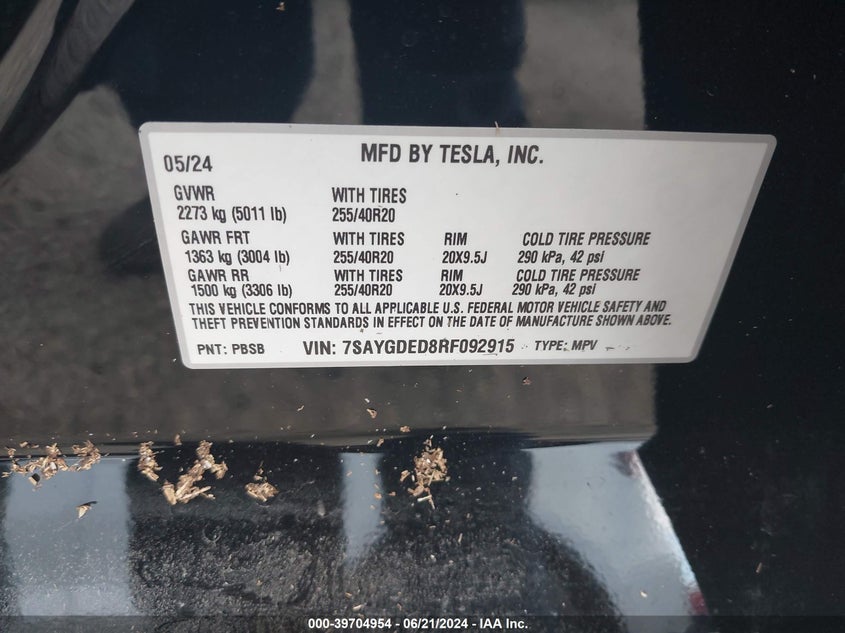 05/24 MFD BY TESLA, INC.
GVWR WITH TIRES
2273 kg (5011 lb) 255/40R20
GAWR FRT WITH TIRES RIM COLD TIRE PRESSURE
1363 kg (3004 lb) 255/40R20 20X9.5J 290 kPa, 42 psi
GAWR RR WITH TIRES RIM COLD TIRE PRESSURE
1500 kg (3306 lb) 255/40R20 20X9.5J 290 kPa, 42 psi
THIS VEHICLE CONFORMS TO ALL APPLICABLE U.S. FEDERAL MOTOR VEHICLE SAFETY AND
THEFT PREVENTION STANDARDS IN EFFECT ON THE DATE OF MANUFACTURE SHOWN ABOVE.
PNT: PBSB VIN: 7SAYGDED8RF092915 TYPE: MPV
000-39704954 - 06/21/2024 - IAA Inc.